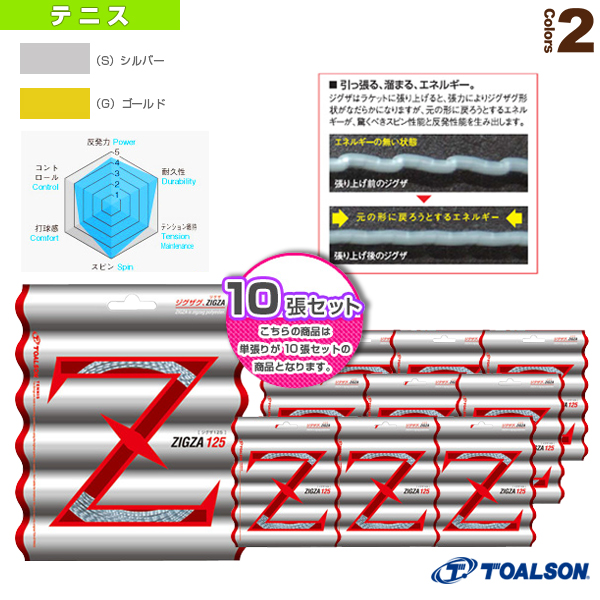 テニス
Colors 2
（S）シルバー
（G）ゴールド
反発力 Power
5
4
3
2
1
耐久性
Durability
テンション維持
Tension
Maintenance
スピン Spin
打球感
Comfort
コント
ロール
Control
■ 引っ張る、溜まる、エネルギー。
ジグザはラケットに張り上げると、張力によりジグザグ形
状がなだらかになりますが、元の形に戻ろうとするエネル
ギーが、驚くべきスピン性能と反発性能を生み出します。
エネルギーの無い状態
張り上げ前のジグザ
元の形に戻ろうとするエネルギー
張り上げ後のジグザ
10張セット
こちらの商品は
単張りが10張セットの
商品となります。
ジグザグ、ZIGZA
TOALSON
Z
［ジグザ125］
ZIGZA 125
ZIGZA 125
ZIGZA 125
ZIGZA 125
TOALSON